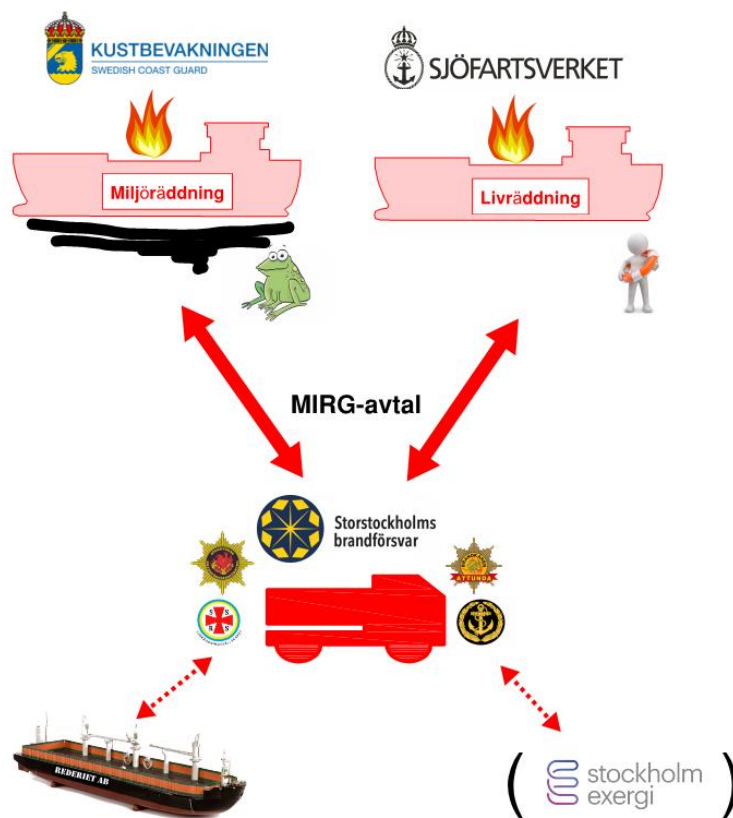 KUSTBEVAKNINGEN
SWEDISH COAST GUARD
SJÖFARTSVERKET
Miljöräddning
Livräddning
MIRG-avtal
Storstockholms
brandförsvar
ATTUNDA
S R
R S
REDERIET AB
( stockholm
exergi )